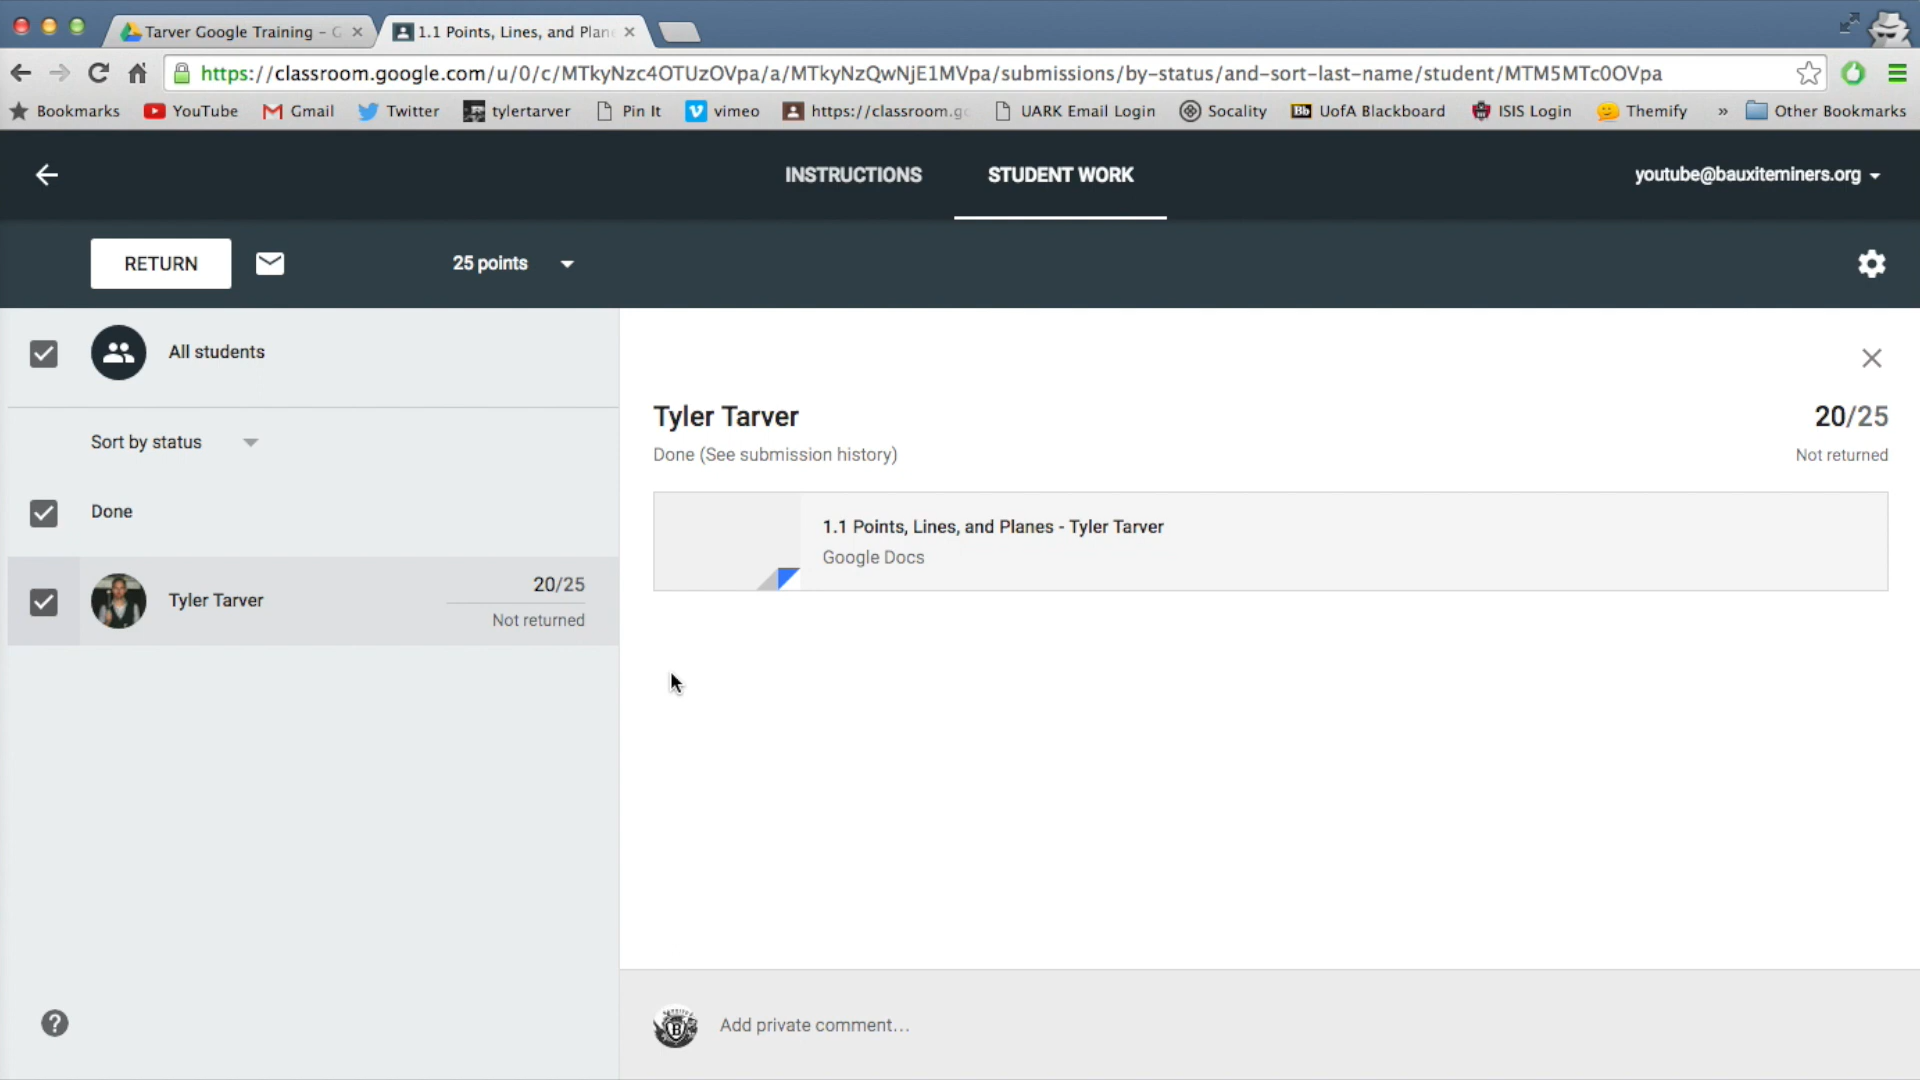 Tarver Google Training – G
1.1 Points, Lines, and Plan
https://classroom.google.com/u/0/c/MTkyNzc4OTUzOVpa/a/MTkyNzQwNjE1MVpa/submissions/by-status/and-sort-last-name/student/MTM5MTc0OVpa
Bookmarks YouTube Gmail Twitter tylertarver Pin It vimeo https://classroom.go UARK Email Login Socality Bb UofA Blackboard ISIS Login Themify » Other Bookmarks
INSTRUCTIONS STUDENT WORK youtube@bauxiteminers.org
RETURN 25 points
All students
Sort by status
Done
Tyler Tarver 20/25
Not returned
Tyler Tarver 20/25
Done (See submission history) Not returned
1.1 Points, Lines, and Planes - Tyler Tarver
Google Docs
B Add private comment...
?